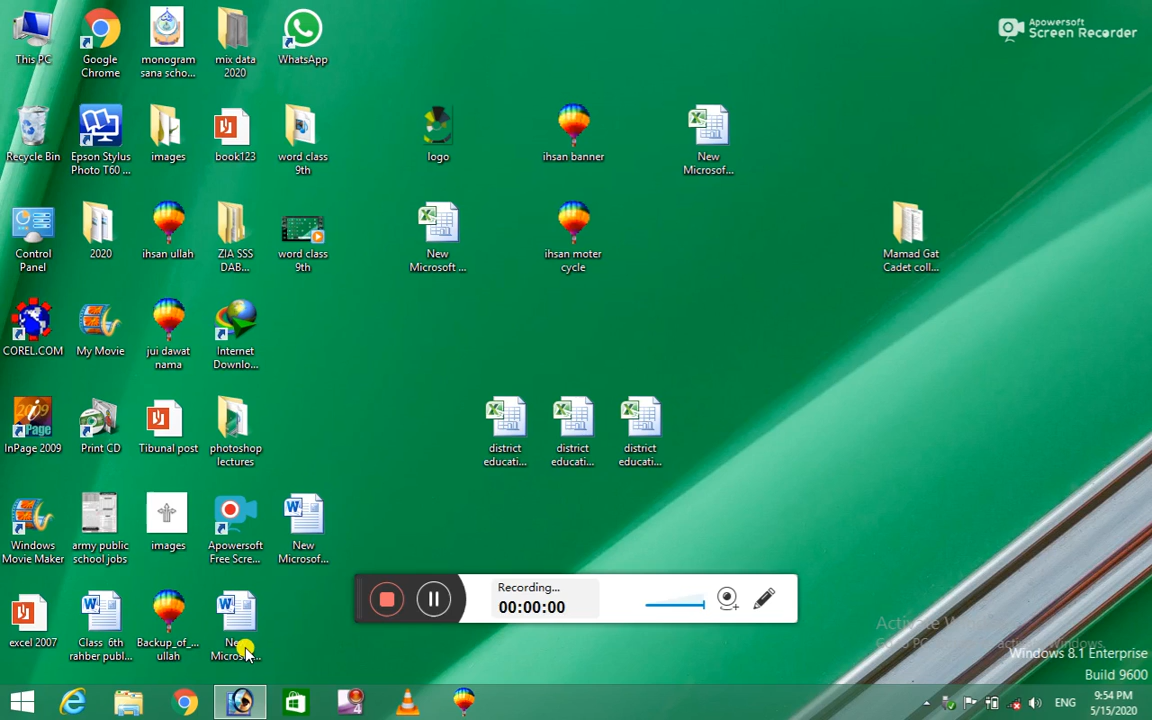 Apowersoft
Screen Recorder
This PC
Google
Chrome
monogram
sana scho...
mix data
2020
WhatsApp
Recycle Bin
Epson Stylus
Photo T60 ...
images
book123
word class
9th
logo
ihsan banner
New
Microsof...
Control
Panel
2020
ihsan ullah
ZIA SSS
DAB...
word class
9th
New
Microsoft ...
ihsan moter
cycle
Mamad Gat
Cadet coll...
COREL.COM
My Movie
jui dawat
nama
Internet
Downlo...
InPage 2009
Print CD
Tibunal post
photoshop
lectures
district
educati...
district
educati...
district
educati...
Windows
Movie Maker
army public
school jobs
images
Apowersoft
Free Scre...
New
Microsof...
Recording...
00:00:00
excel 2007
Class 6th
rahber publ...
Backup_of_...
ullah
Activate
Windows 8.1 Enterprise
Build 9600
ENG
9:54 PM
5/15/2020